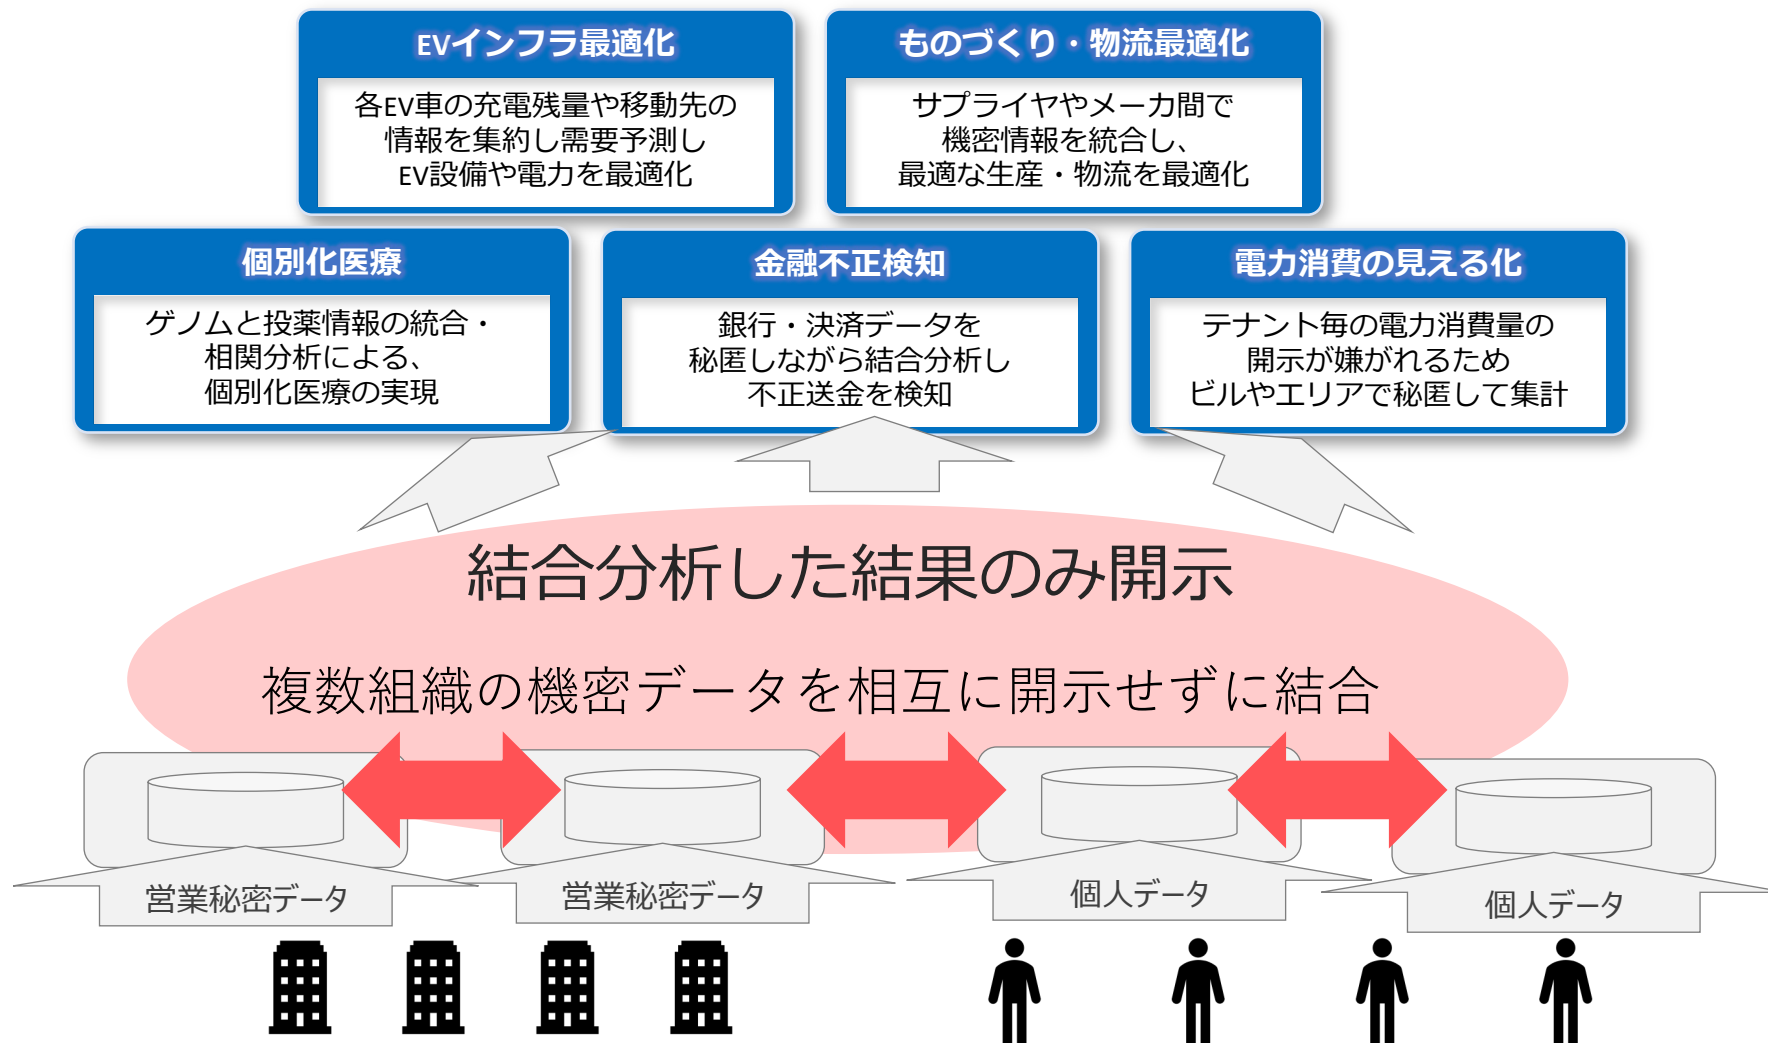 EVインフラ最適化
各EV車の充電残量や移動先の
情報を集約し需要予測し
EV設備や電力を最適化
ものづくり・物流最適化
サプライヤやメーカ間で
機密情報を統合し、
最適な生産・物流を最適化
個別化医療
ゲノムと投薬情報の統合・
相関分析による、
個別化医療の実現
金融不正検知
銀行・決済データを
秘匿しながら結合分析し
不正送金を検知
電力消費の見える化
テナント毎の電力消費量の
開示が嫌がれるため
ビルやエリアで秘匿して集計
結合分析した結果のみ開示
複数組織の機密データを相互に開示せずに結合
営業秘密データ
営業秘密データ
個人データ
個人データ